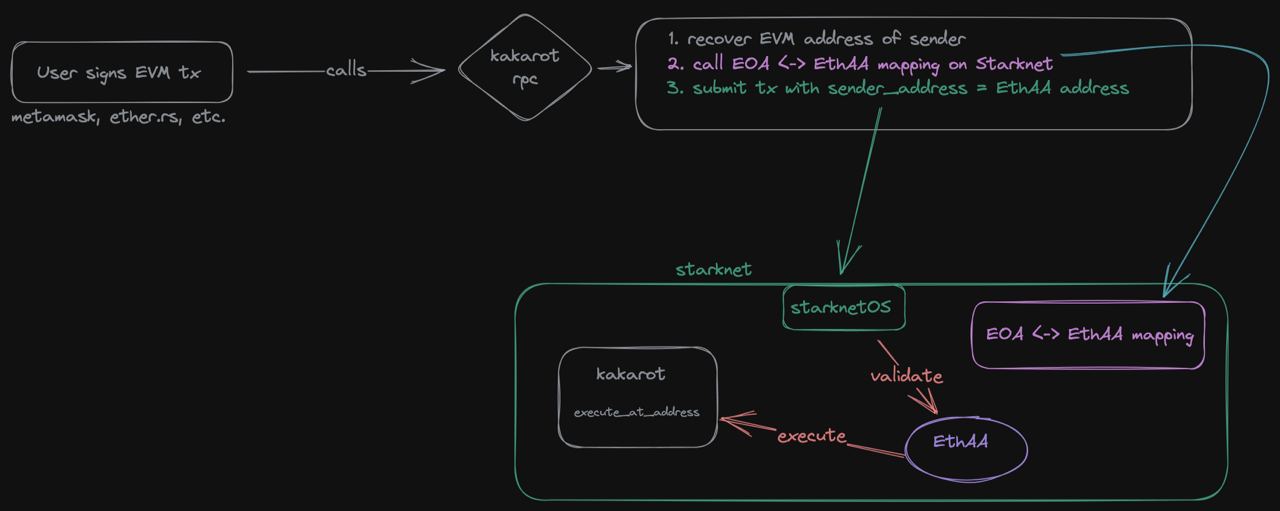 User signs EVM tx
metamask, ether.rs, etc.
calls
kakarot
rpc
1. recover EVM address of sender
2. call EOA <-> EthAA mapping on Starknet
3. submit tx with sender_address = EthAA address
starknet
starknetOS
EOA <-> EthAA mapping
validate
kakarot
execute_at_address
execute
EthAA